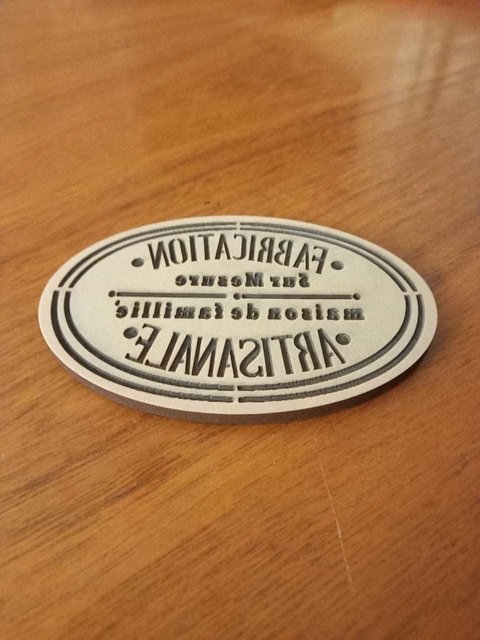 • FABRICATION •
Sur Mesure
maison de famillie
• ARTISANALE •